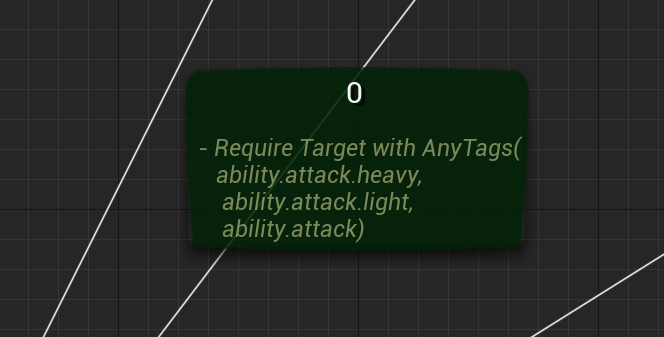 0
- Require Target with AnyTags(
ability.attack.heavy,
ability.attack.light,
ability.attack)